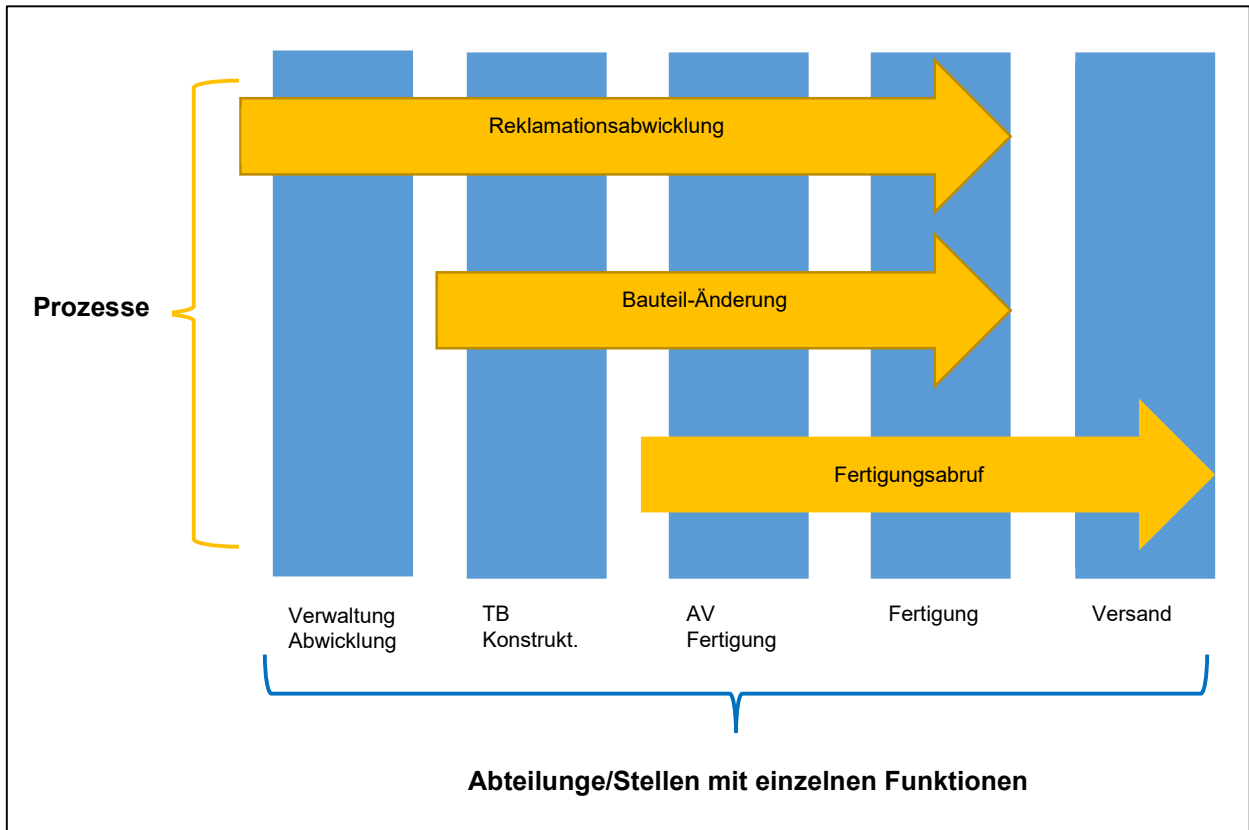 Reklamationsabwicklung
Prozesse
Bauteil-Änderung
Fertigungsabruf
Verwaltung
Abwicklung
TB
Konstrukt.
AV
Fertigung
Fertigung
Versand
Abteilunge/Stellen mit einzelnen Funktionen